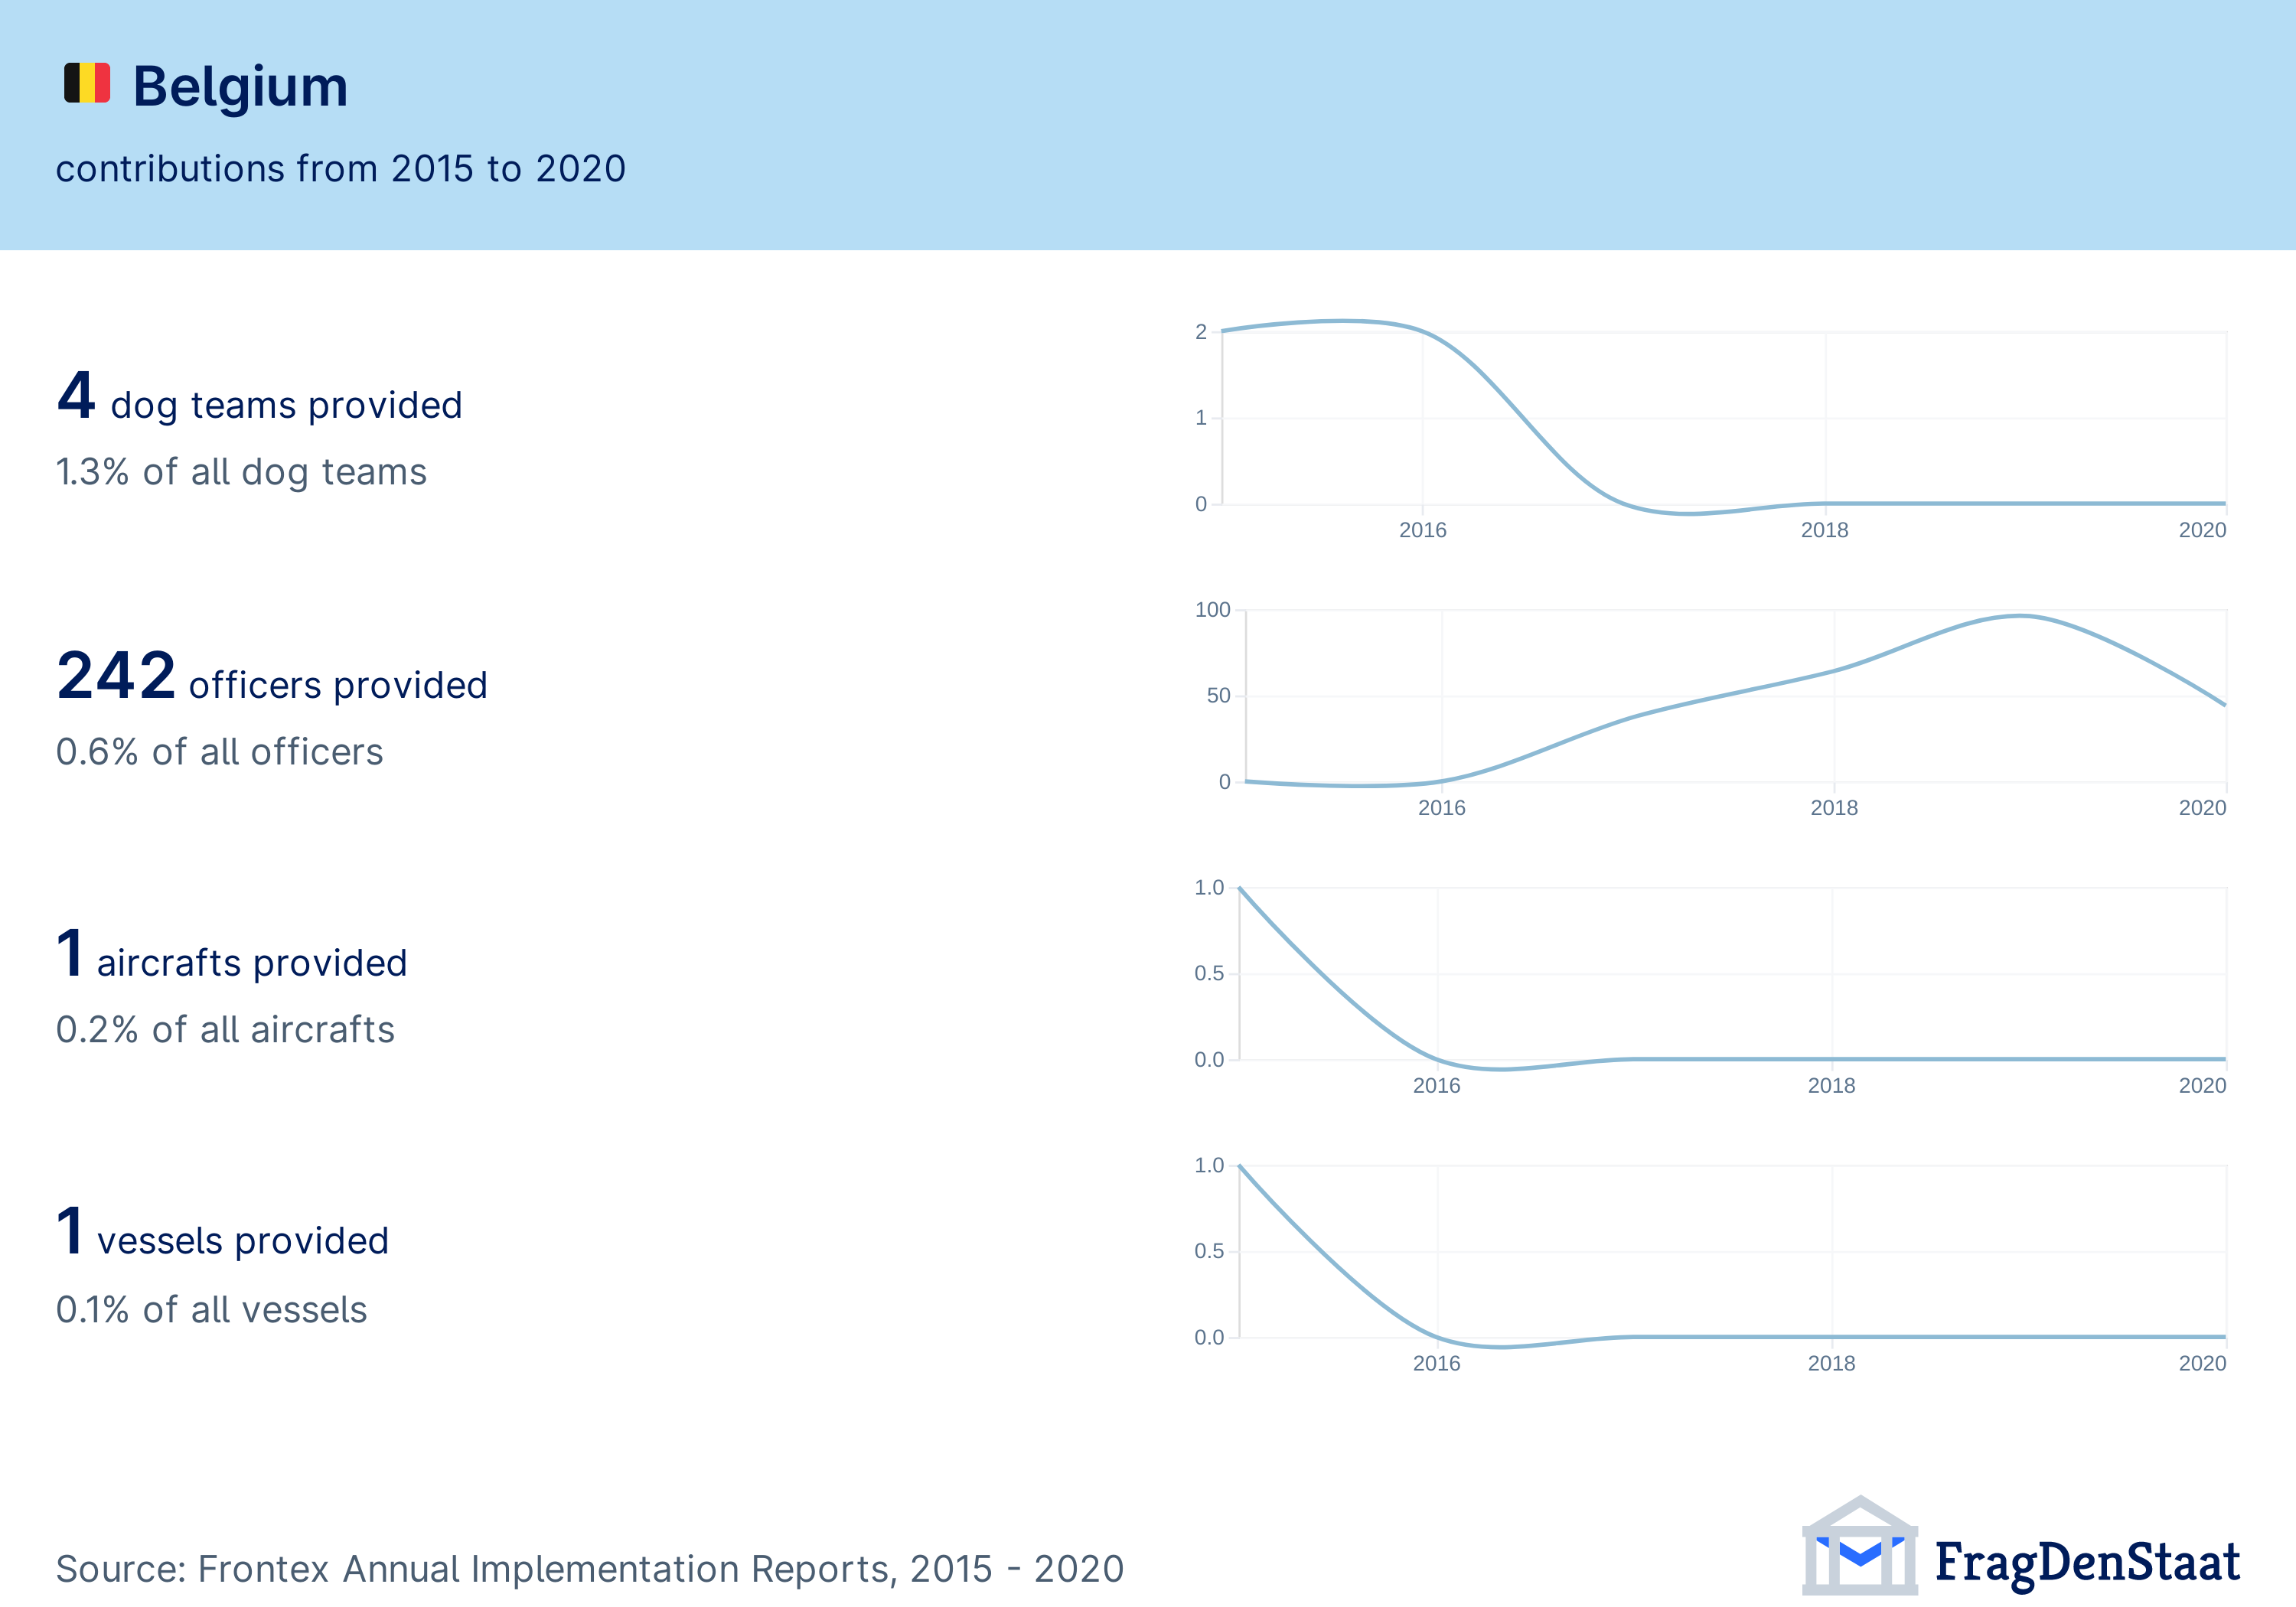 Belgium
contributions from 2015 to 2020
4 dog teams provided
1.3% of all dog teams
2
1
0
2016 2018 2020
242 officers provided
0.6% of all officers
100
50
0
2016 2018 2020
1 aircrafts provided
0.2% of all aircrafts
1.0
0.5
0.0
2016 2018 2020
1 vessels provided
0.1% of all vessels
1.0
0.5
0.0
2016 2018 2020
Source: Frontex Annual Implementation Reports, 2015 - 2020
FragDenStaat